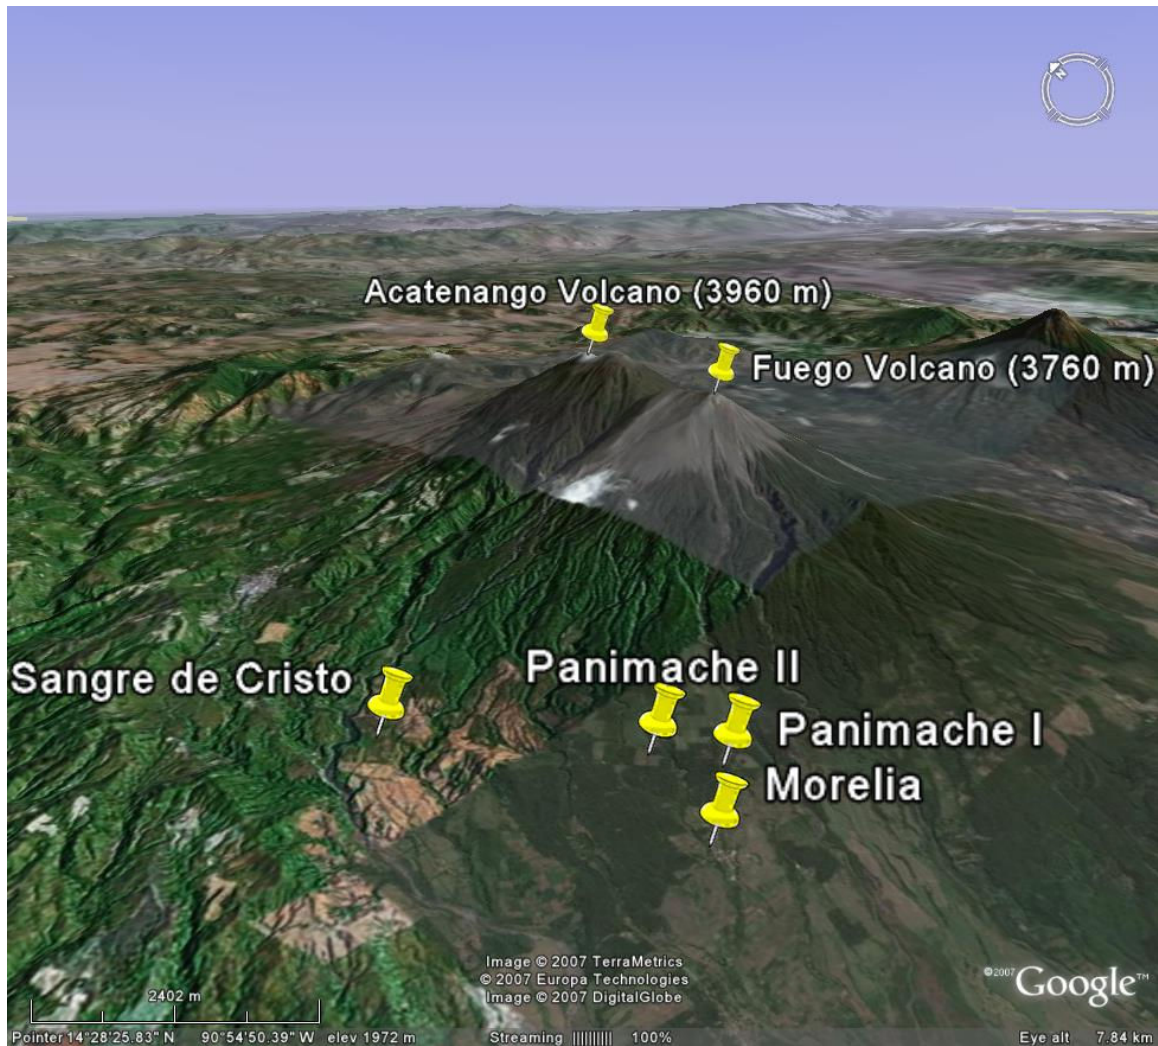 N
Acatenango Volcano (3960 m)
Fuego Volcano (3760 m)
Sangre de Cristo
Panimache II
Panimache I
Morelia
Image © 2007 TerraMetrics
© 2007 Europa Technologies
Image © 2007 DigitalGlobe
©2007 Google™
2402 m
Pointer 14°28'25.83" N 90°54'50.39" W elev 1972 m Streaming |||||||||| 100% Eye alt 7.84 km